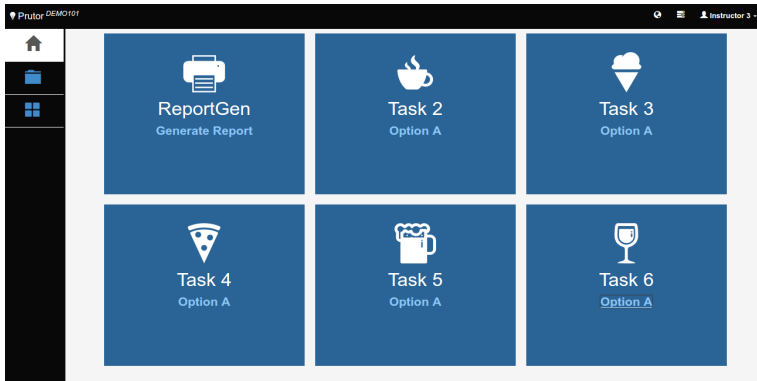 Prutor DEMO101
Instructor 3
ReportGen
Generate Report
Task 2
Option A
Task 3
Option A
Task 4
Option A
Task 5
Option A
Task 6
Option A